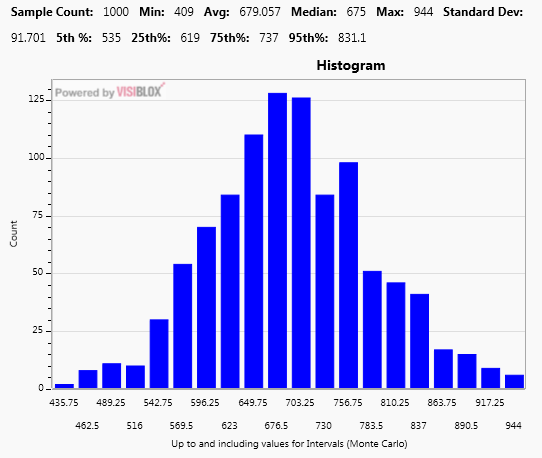 Sample Count: 1000 Min: 409 Avg: 679.057 Median: 675 Max: 944 Standard Dev:
91.701 5th %: 535 25th%: 619 75th%: 737 95th%: 831.1
Histogram
Powered by VISIBLOX
125
100
75
50
25
0
Count
435.75 489.25 542.75 596.25 649.75 703.25 756.75 810.25 863.75 917.25
462.5 516 569.5 623 676.5 730 783.5 837 890.5 944
Up to and including values for Intervals (Monte Carlo)